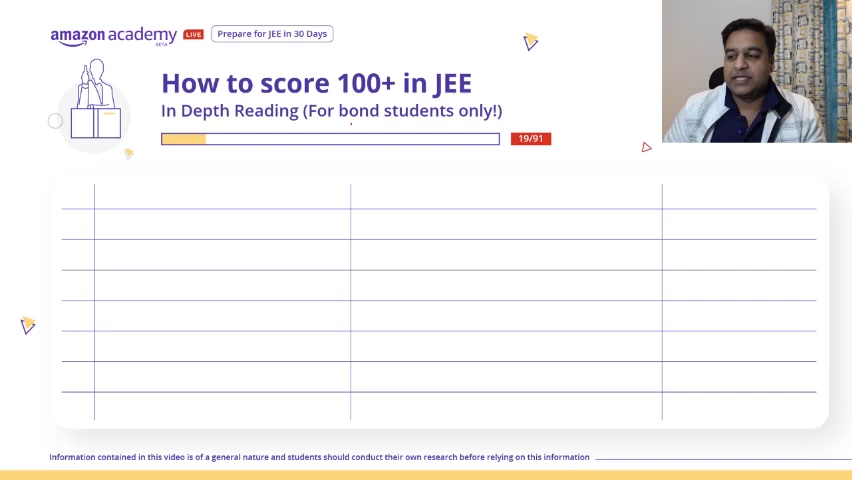 amazon academy LIVE Prepare for JEE in 30 Days
BETA
How to score 100+ in JEE
In Depth Reading (For bond students only!)
19/91
Information contained in this video is of a general nature and students should conduct their own research before relying on this information